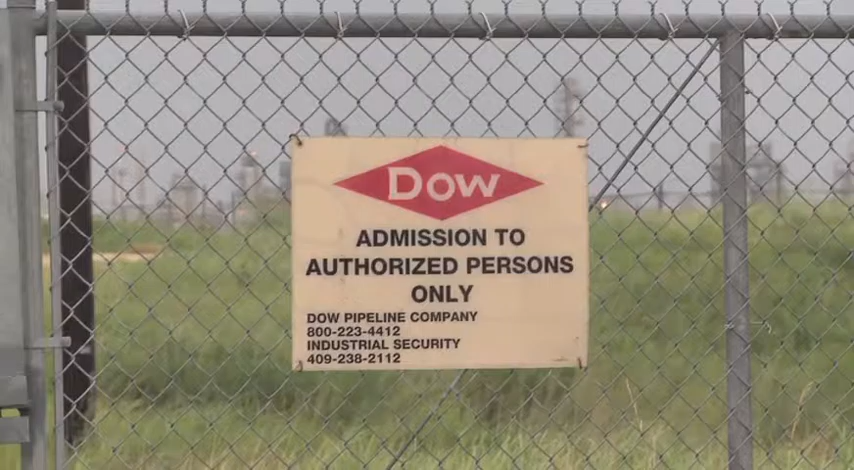 DOW
ADMISSION TO
AUTHORIZED PERSONS
ONLY
DOW PIPELINE COMPANY
800-223-4412
INDUSTRIAL SECURITY
409-238-2112